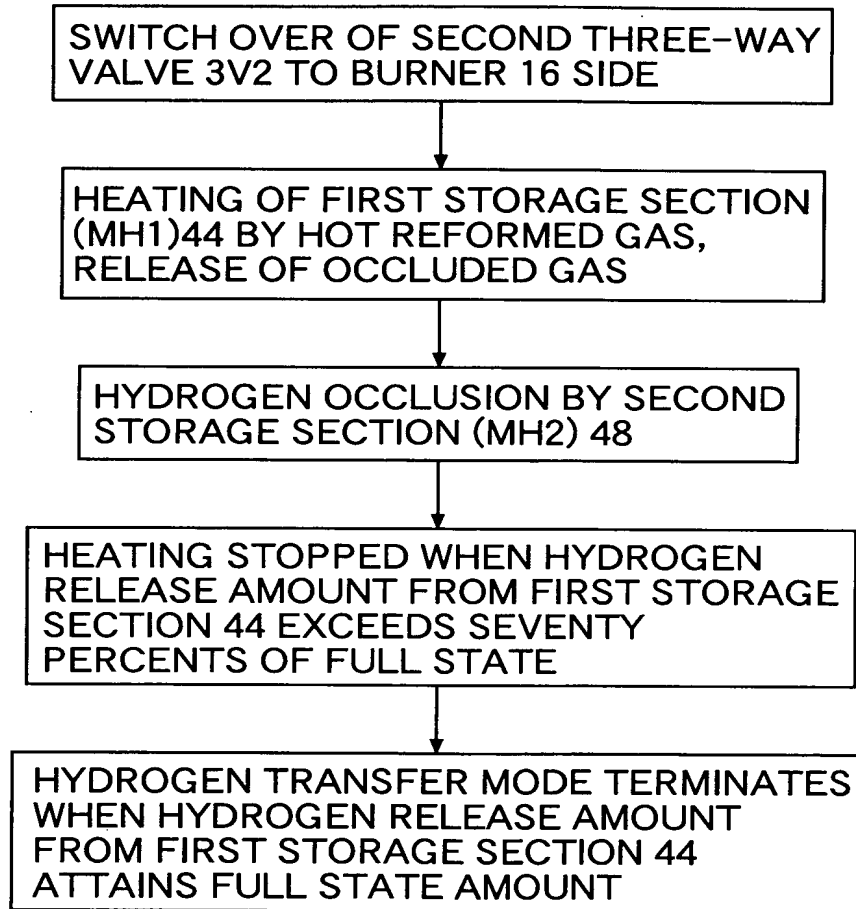 SWITCH OVER OF SECOND THREE-WAY
VALVE 3V2 TO BURNER 16 SIDE
HEATING OF FIRST STORAGE SECTION
(MH1)44 BY HOT REFORMED GAS,
RELEASE OF OCCLUDED GAS
HYDROGEN OCCLUSION BY SECOND
STORAGE SECTION (MH2) 48
HEATING STOPPED WHEN HYDROGEN
RELEASE AMOUNT FROM FIRST STORAGE
SECTION 44 EXCEEDS SEVENTY
PERCENTS OF FULL STATE
HYDROGEN TRANSFER MODE TERMINATES
WHEN HYDROGEN RELEASE AMOUNT
FROM FIRST STORAGE SECTION 44
ATTAINS FULL STATE AMOUNT